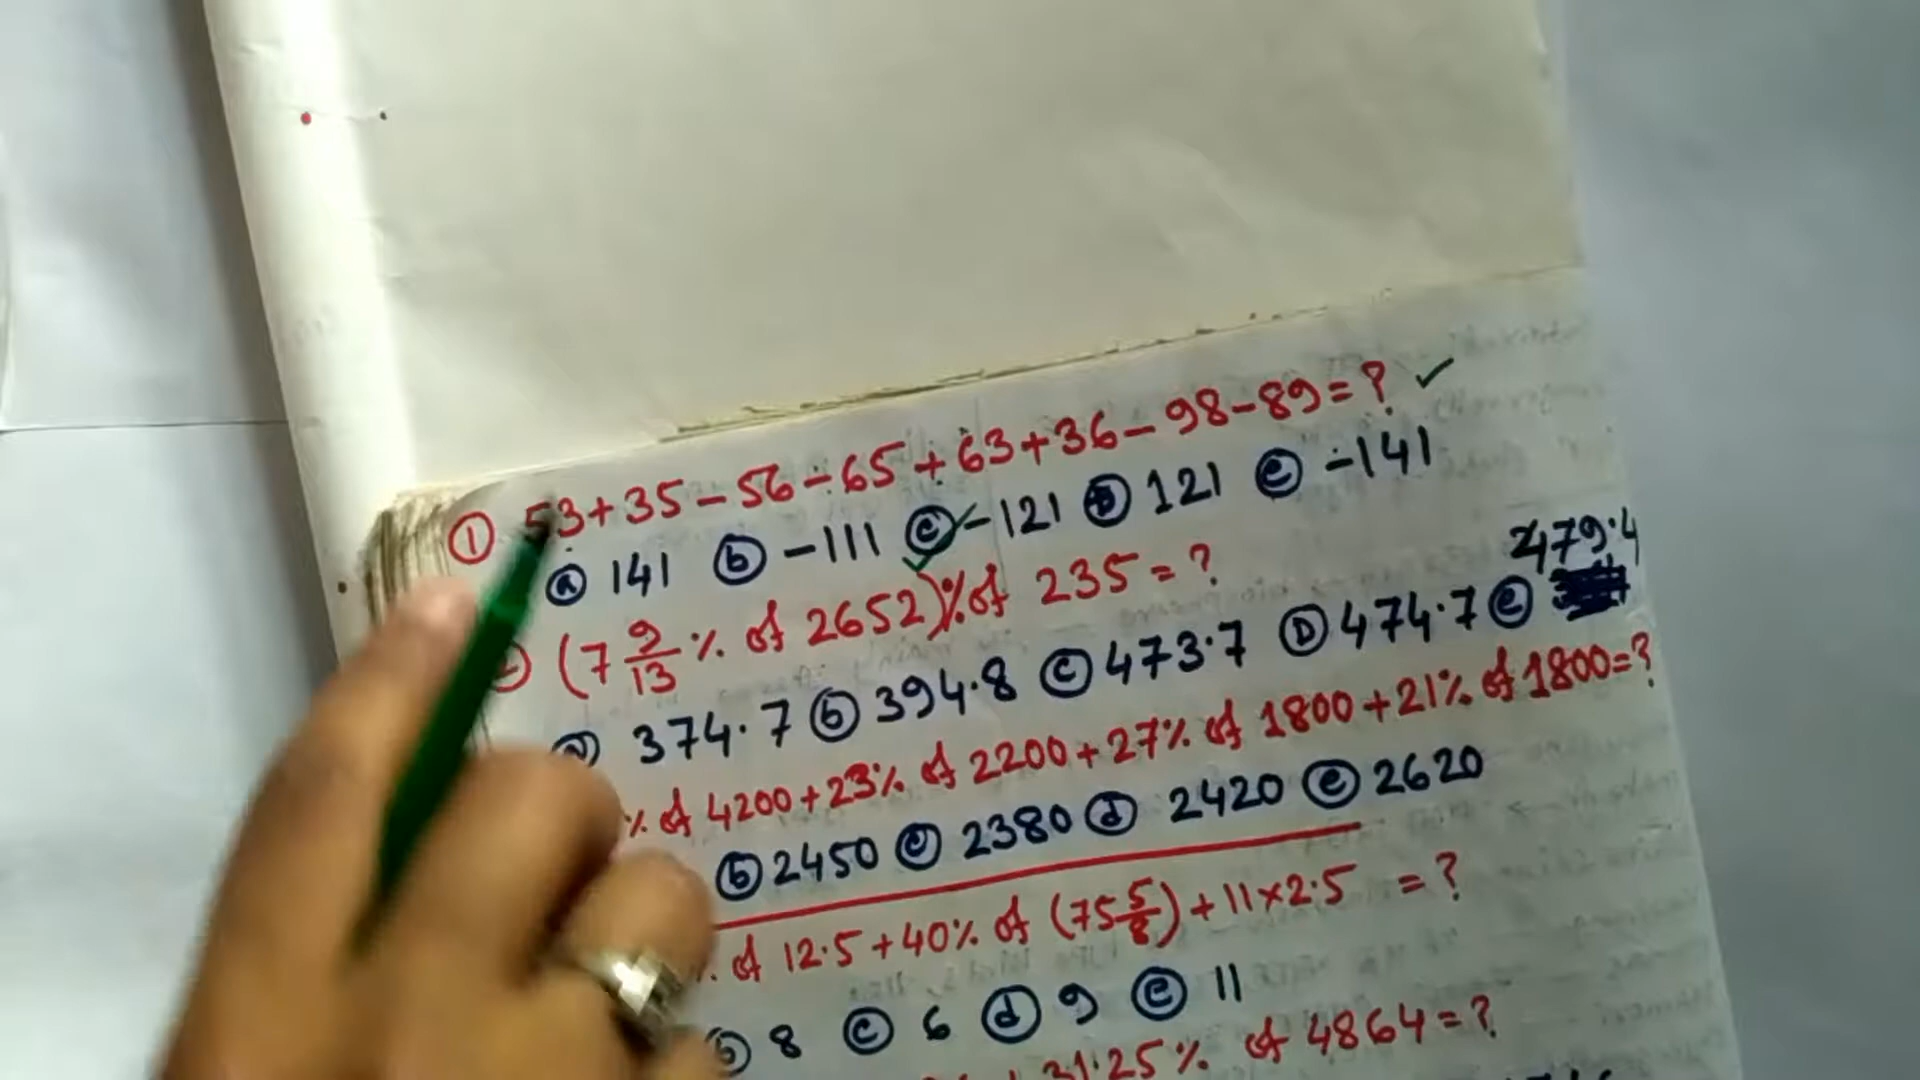 ① 53+35-56-65+63+36-98-89=? ✓
ⓐ 141 ⓑ -111 ⓒ✓ -121 Ⓓ 121 ⓔ -141
(7 9/13 % of 2652)% of 235 = ?
ⓐ 374.7 ⓑ 394.8 ⓒ 473.7 Ⓓ 474.7 ⓔ 479.4
% of 4200+23% of 2200+27% of 1800+21% of 1800=?
ⓑ 2450 ⓒ 2380 ⓓ 2420 ⓔ 2620
% of 12.5+40% of (75 5/8)+11×2.5 = ?
ⓑ 8 ⓒ 6 ⓓ 9 ⓔ 11
31.25% of 4864=?